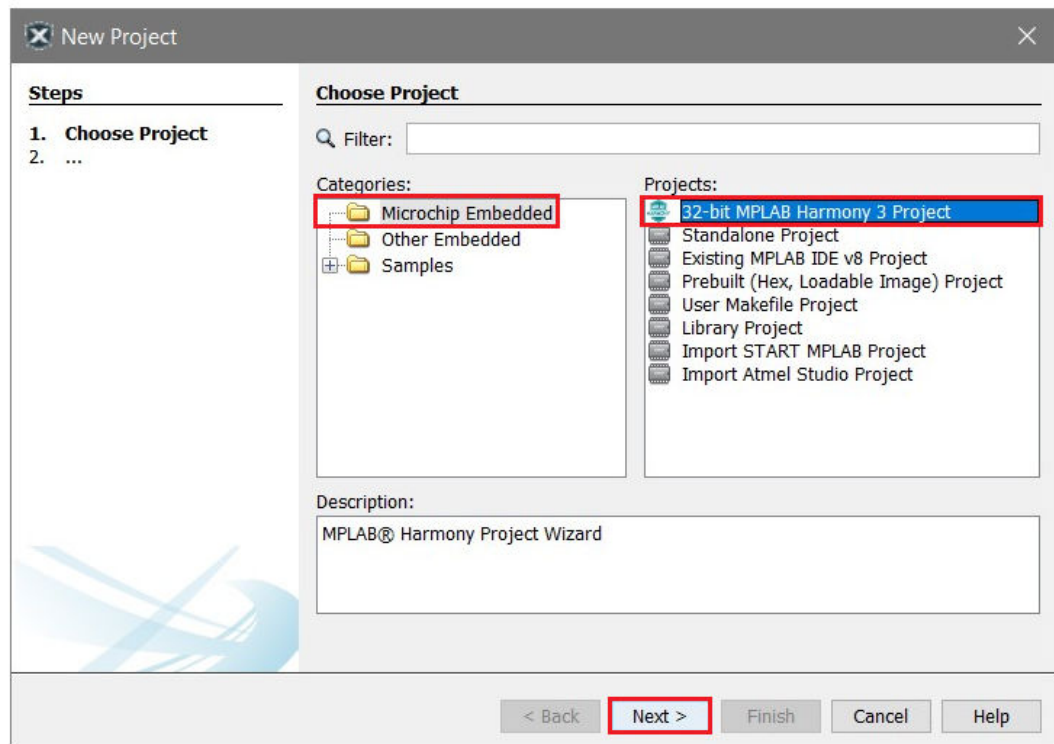 New Project
Steps
1. Choose Project
2. ...
Choose Project
Filter:
Categories:
Microchip Embedded
Other Embedded
Samples
Projects:
32-bit MPLAB Harmony 3 Project
Standalone Project
Existing MPLAB IDE v8 Project
Prebuilt (Hex, Loadable Image) Project
User Makefile Project
Library Project
Import START MPLAB Project
Import Atmel Studio Project
Description:
MPLAB® Harmony Project Wizard
< Back Next > Finish Cancel Help